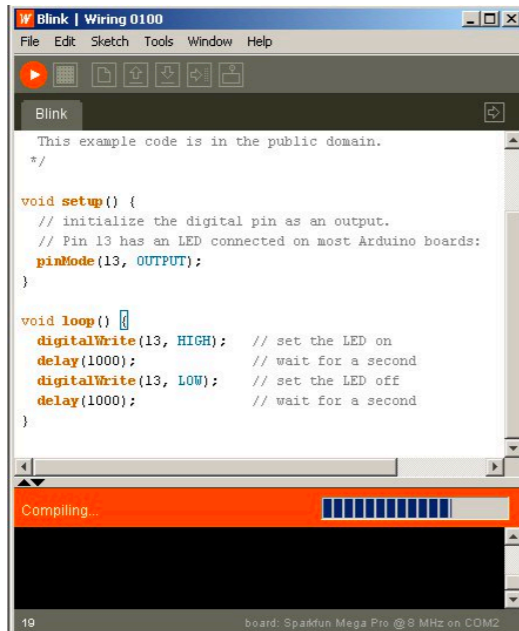 W Blink | Wiring 0100
File Edit Sketch Tools Window Help
Blink
This example code is in the public domain.
*/
void setup() {
// initialize the digital pin as an output.
// Pin 13 has an LED connected on most Arduino boards:
pinMode(13, OUTPUT);
}
void loop() {
digitalWrite(13, HIGH); // set the LED on
delay(1000); // wait for a second
digitalWrite(13, LOW); // set the LED off
delay(1000); // wait for a second
}
Compiling...
19 board: Sparkfun Mega Pro @ 8 MHz on COM2